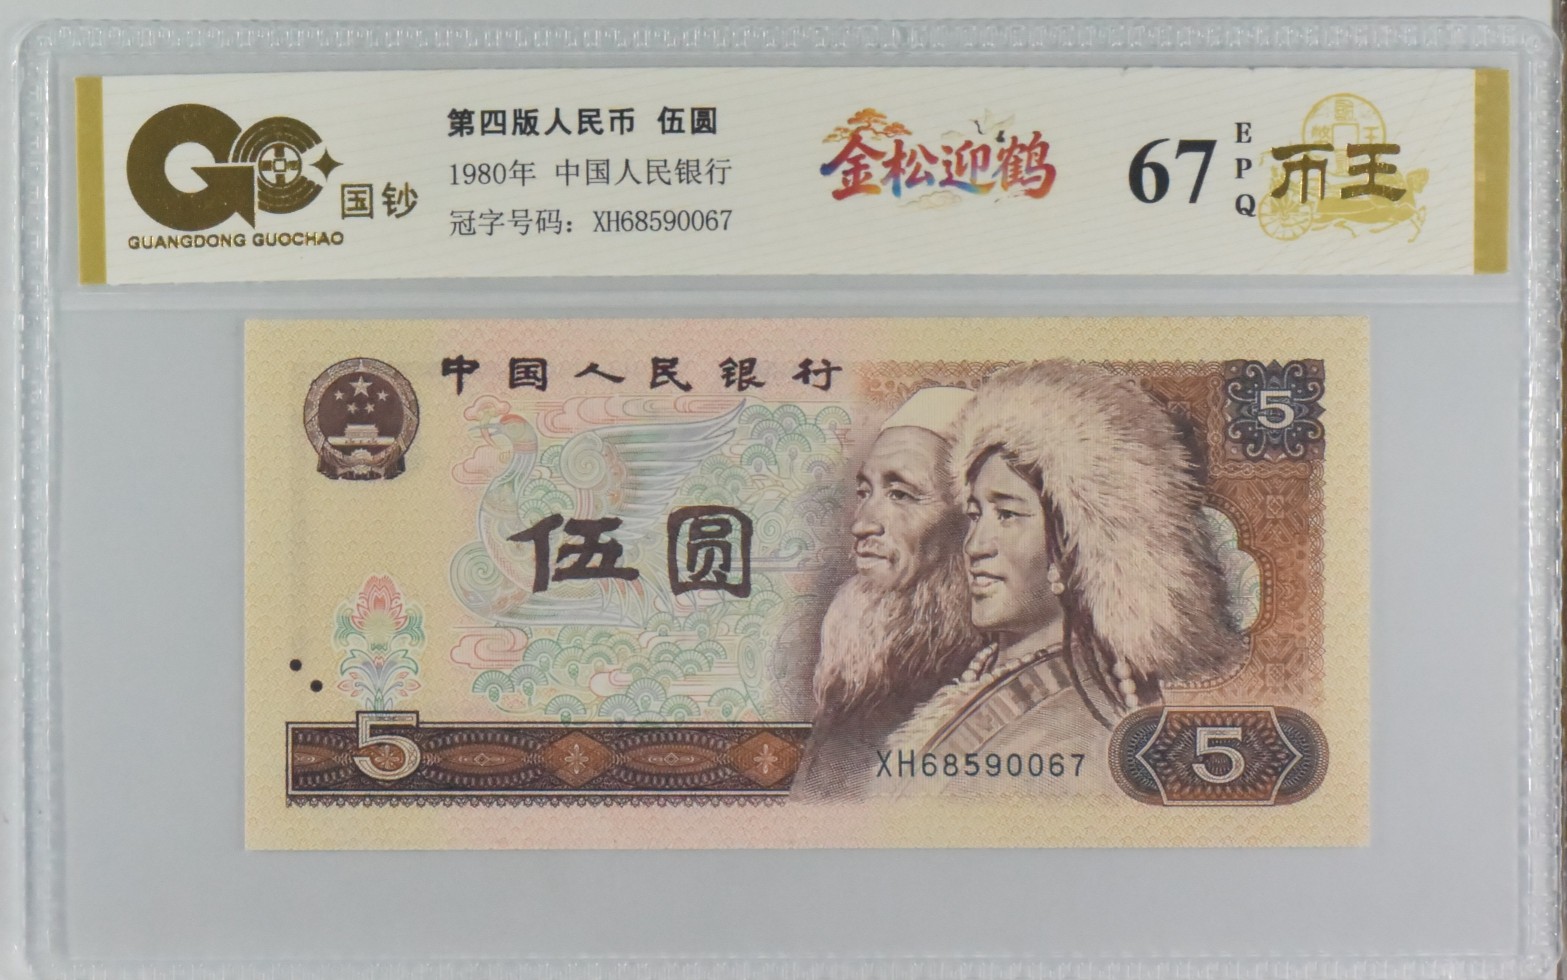 第四版人民币 伍圆
1980年 中国人民银行
冠字号码：XH68590067
国钞
GUANGDONG GUOCHAO
金松迎鹤
67
EPQ
币王
中国人民银行
5
伍圆
5
XH68590067
5